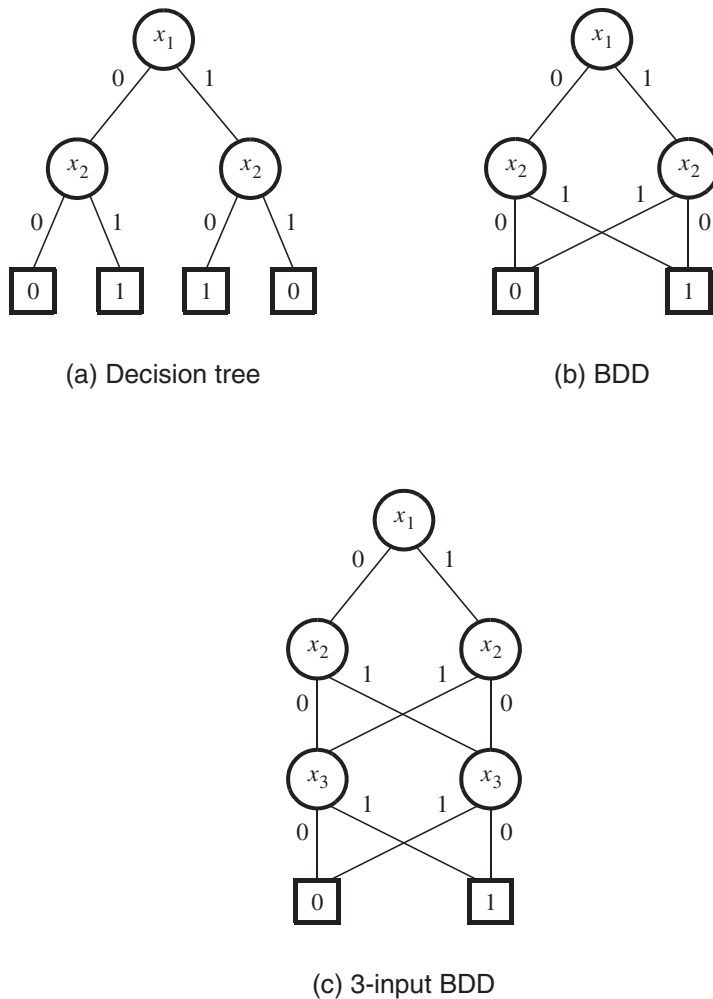 x1 x1
0 1 0 1
x2 x2 x2 x2
0 1 0 1 0 1 1 0
0 1 1 0 0 1
(a) Decision tree (b) BDD
x1
0 1
x2 x2
0 1 1 0
x3 x3
0 1 1 0
0 1
(c) 3-input BDD